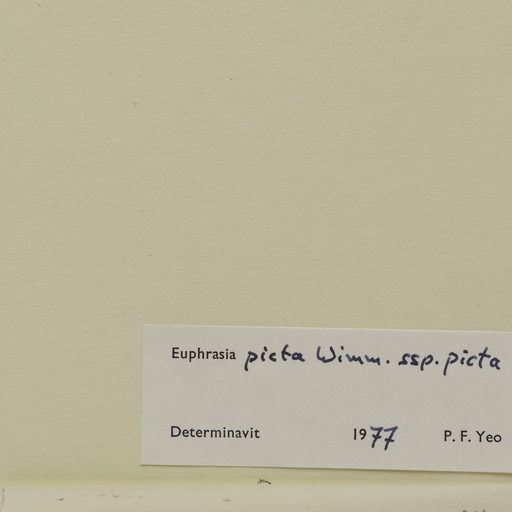 Euphrasia picta Wimm. ssp. picta
Determinavit 1977 P. F. Yeo